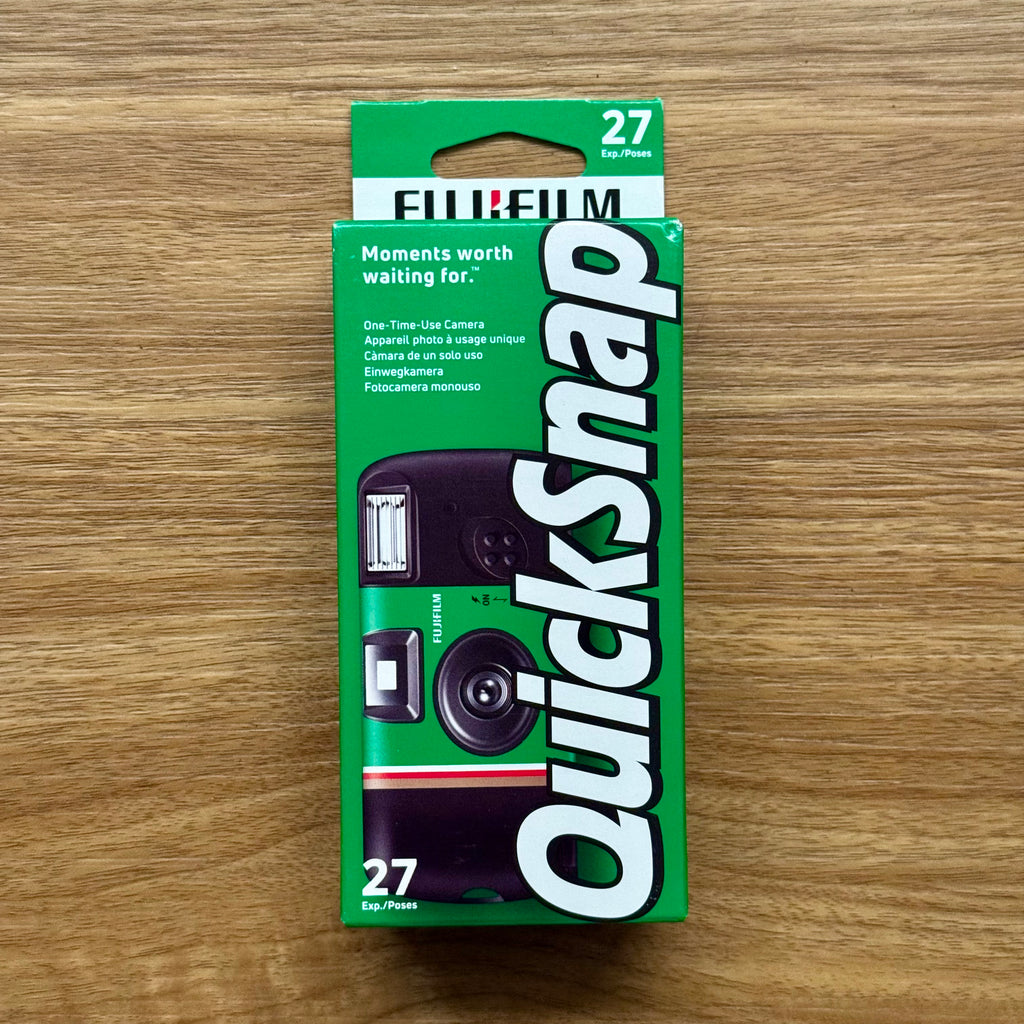 27
Exp./Poses
FUJIFILM
Moments worth
waiting for.™
One-Time-Use Camera
Appareil photo à usage unique
Càmara de un solo uso
Einwegkamera
Fotocamera monouso
QuickSnap
FUJIFILM
ON
27
Exp./Poses